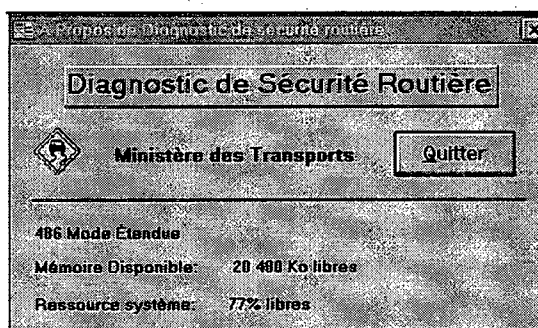 A Propos de Diagnostic de sécurité routière
Diagnostic de Sécurité Routière
Ministère des Transports
Quitter
486 Mode Étendue
Mémoire Disponible: 20 480 Ko libres
Ressource système: 77% libres